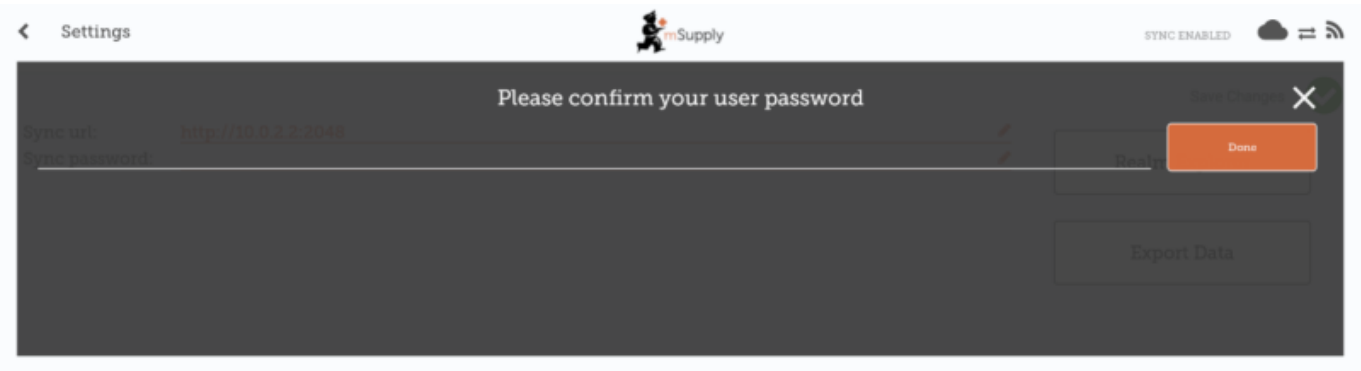 Settings
mSupply
SYNC ENABLED
Please confirm your user password
Save Changes
Sync url: http://10.0.2.2:2048
Sync password:
Done
Realm
Export Data